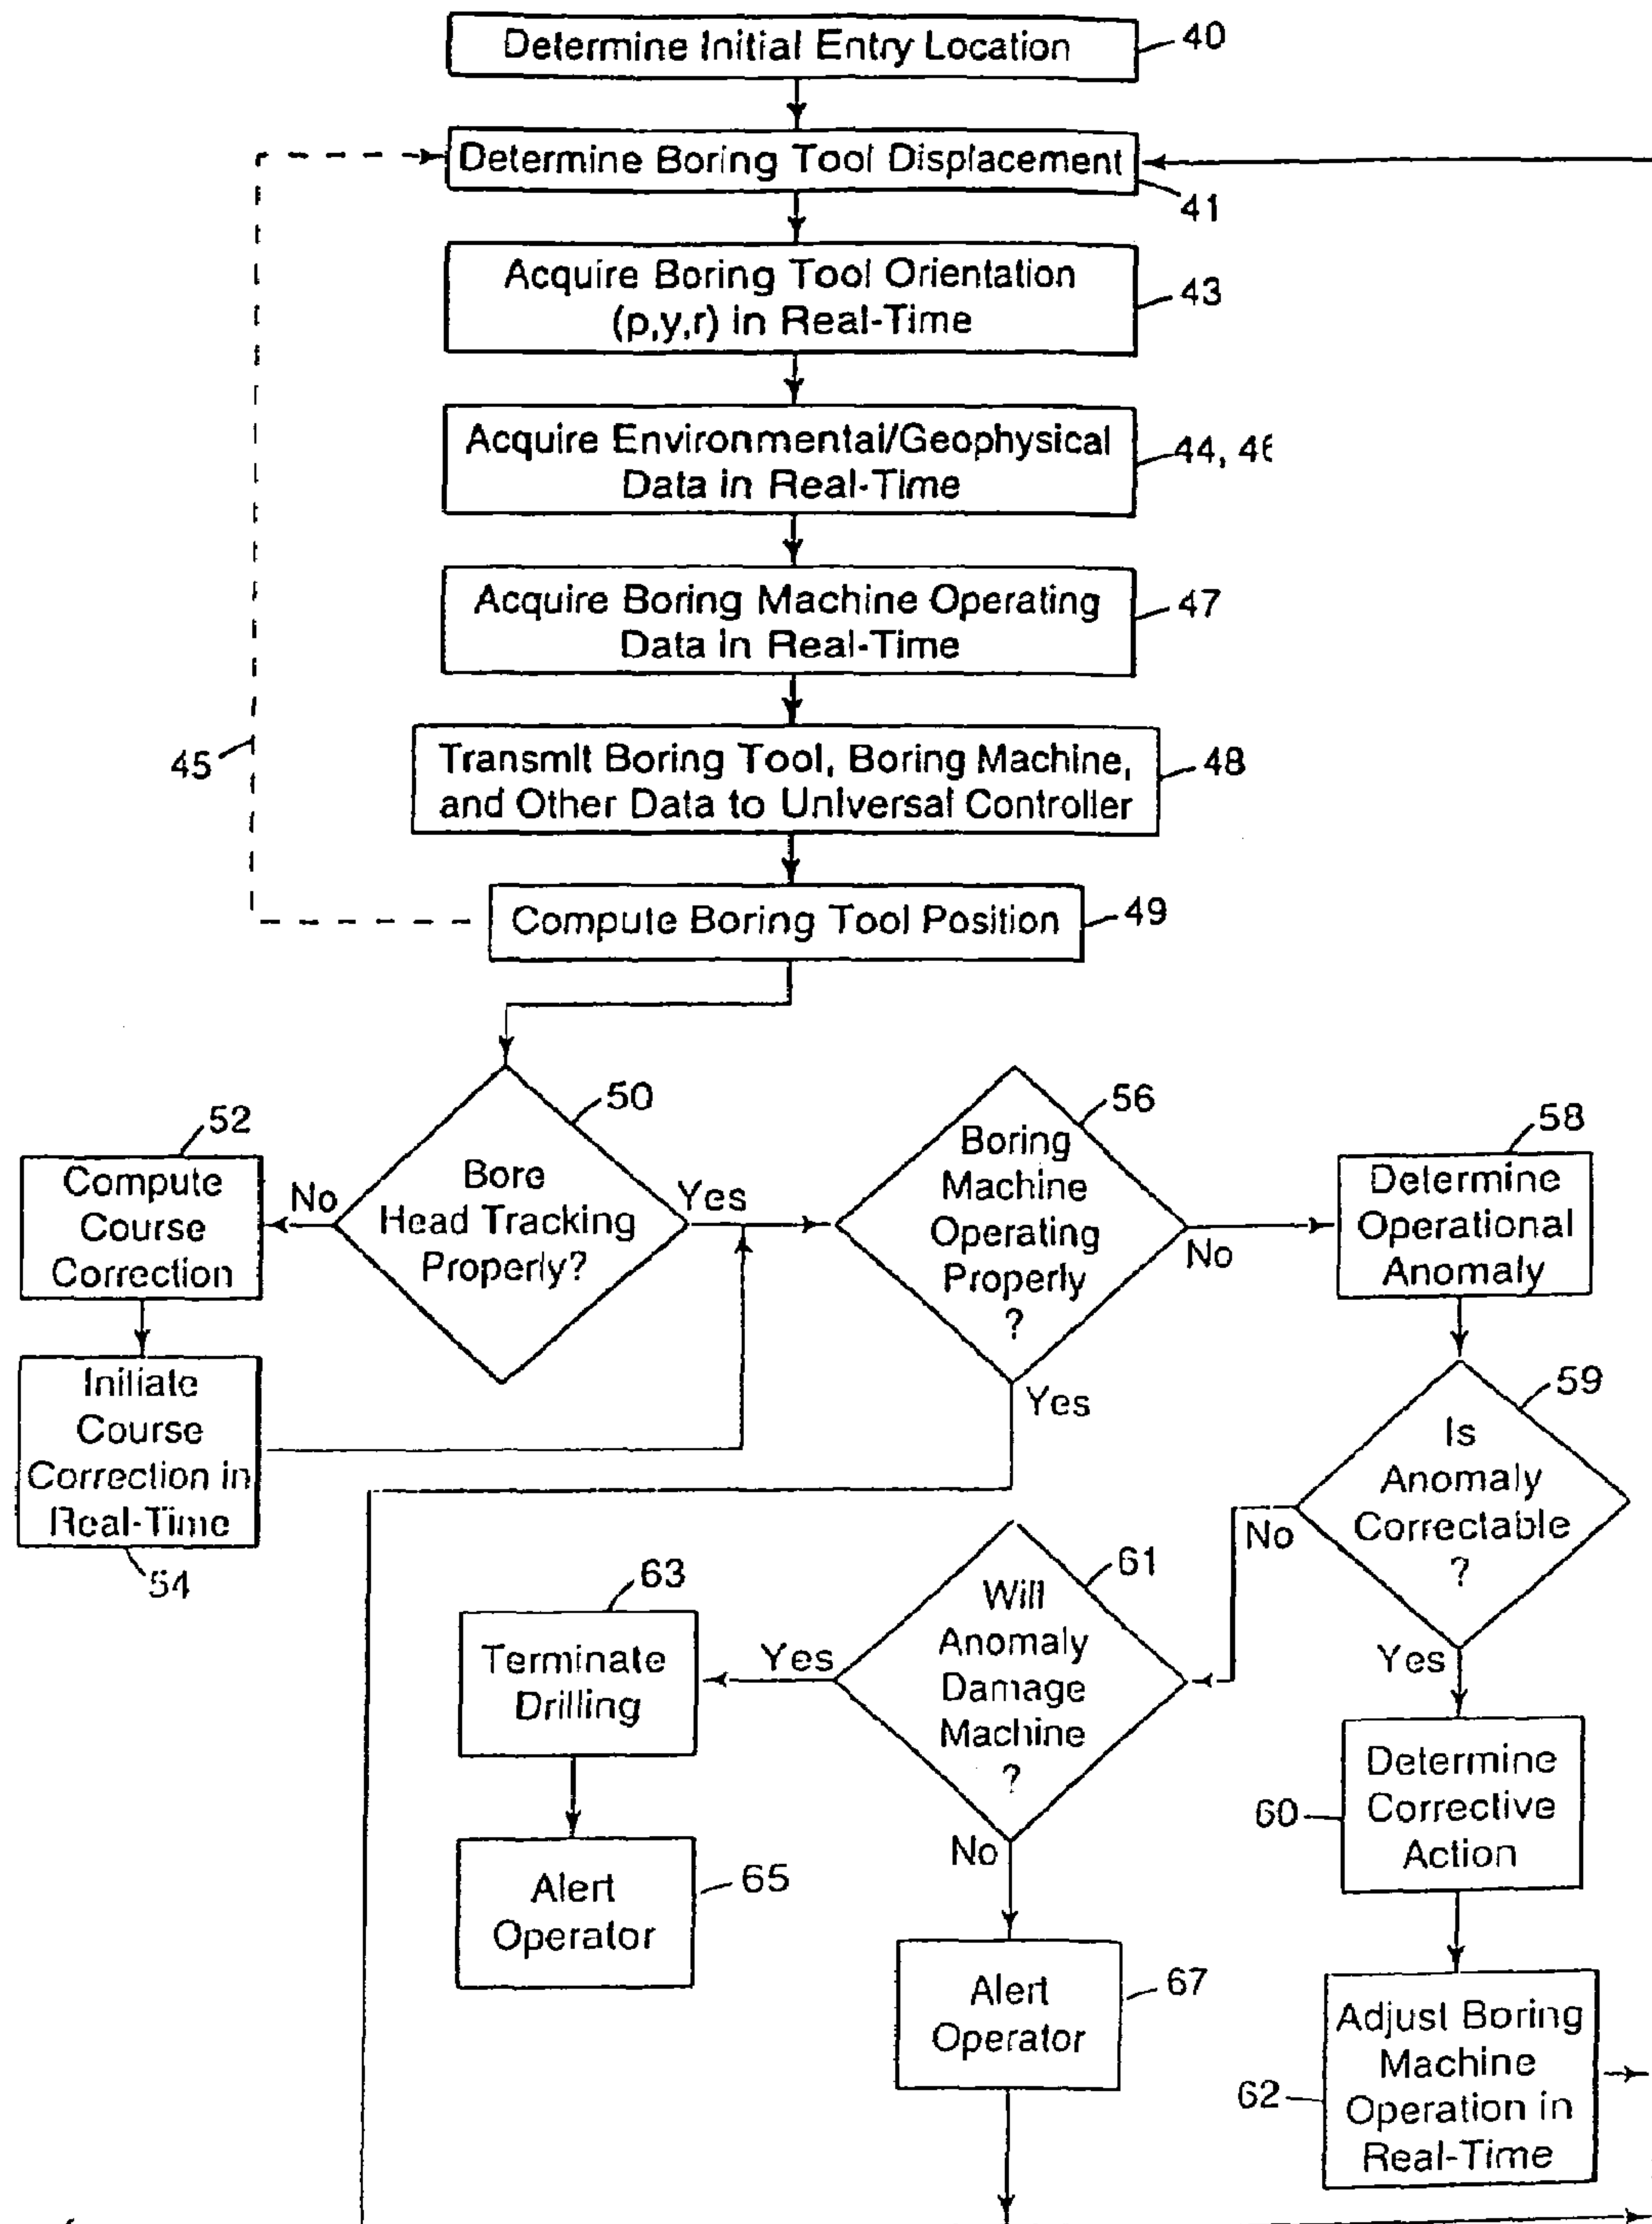 Determine Initial Entry Location
40
Determine Boring Tool Displacement
41
Acquire Boring Tool Orientation
(p,y,r) in Real-Time
43
Acquire Environmental/Geophysical
Data in Real-Time
44, 46
Acquire Boring Machine Operating
Data in Real-Time
47
45
Transmit Boring Tool, Boring Machine,
and Other Data to Universal Controller
48
Compute Boring Tool Position
49
52
Compute
Course
Correction
No
50
Bore
Head Tracking
Properly?
Yes
56
Boring
Machine
Operating
Properly
?
No
Yes
58
Determine
Operational
Anomaly
Initiate
Course
Correction in
Real-Time
54
59
Is
Anomaly
Correctable
?
No
Yes
61
Will
Anomaly
Damage
Machine
?
Yes
No
63
Terminate
Drilling
Alert
Operator
65
Alert
Operator
67
60
Determine
Corrective
Action
62
Adjust Boring
Machine
Operation in
Real-Time